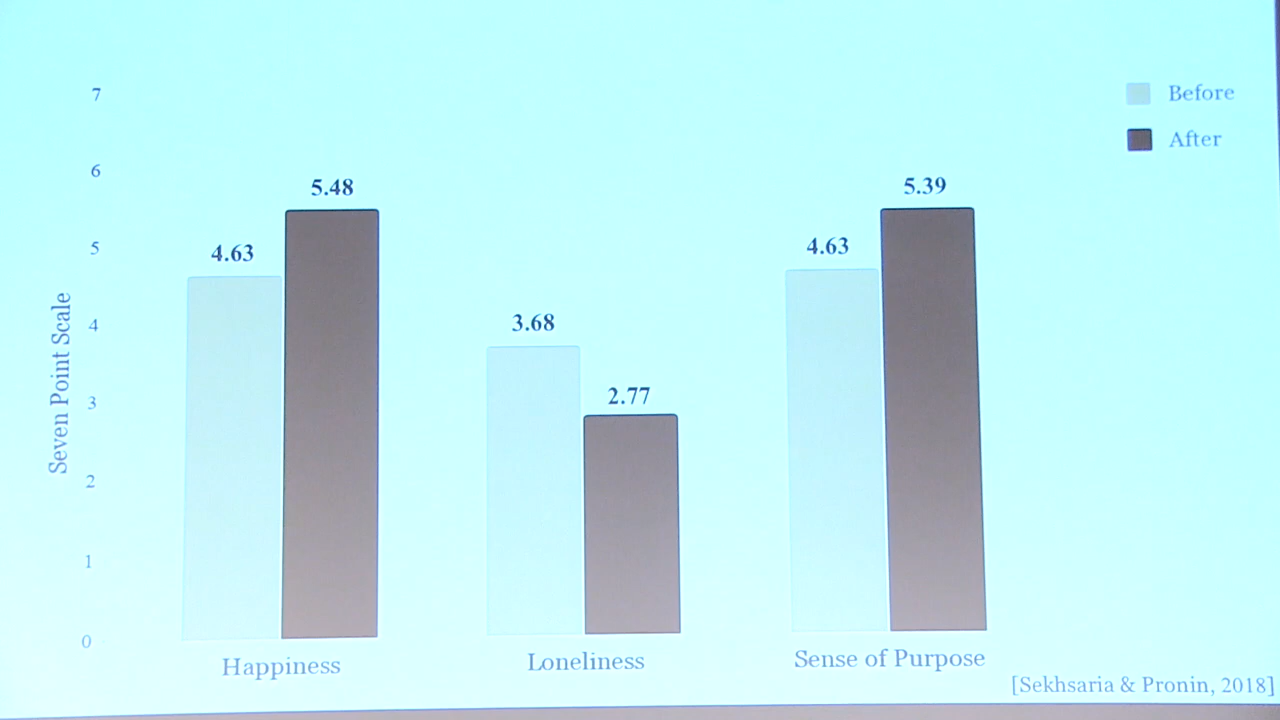 7
6
5
4
3
2
1
0
Seven Point Scale
Before
After
4.63
5.48
3.68
2.77
4.63
5.39
Happiness
Loneliness
Sense of Purpose
[Sekhsaria & Pronin, 2018]